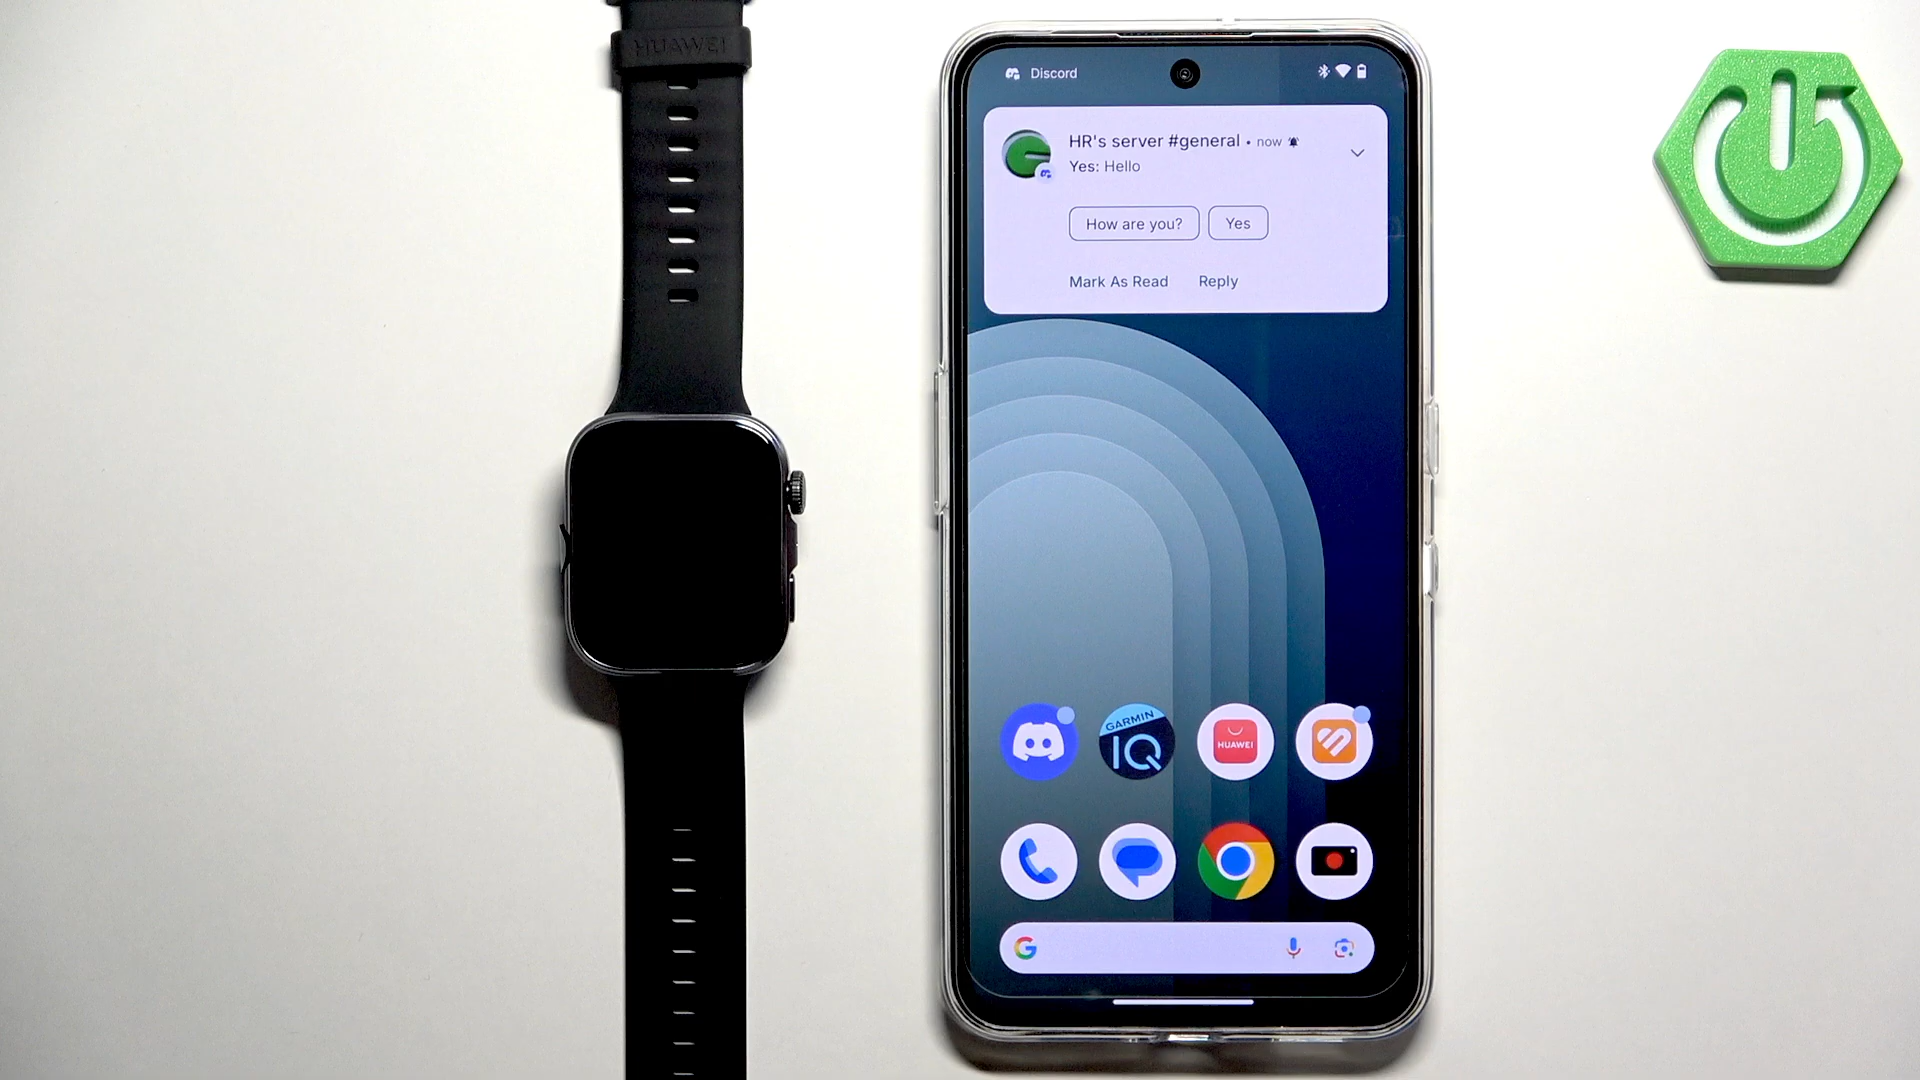 HUAWEI
Discord
HR's server #general • now
Yes: Hello
How are you? Yes
Mark As Read Reply
GARMIN
IQ
HUAWEI